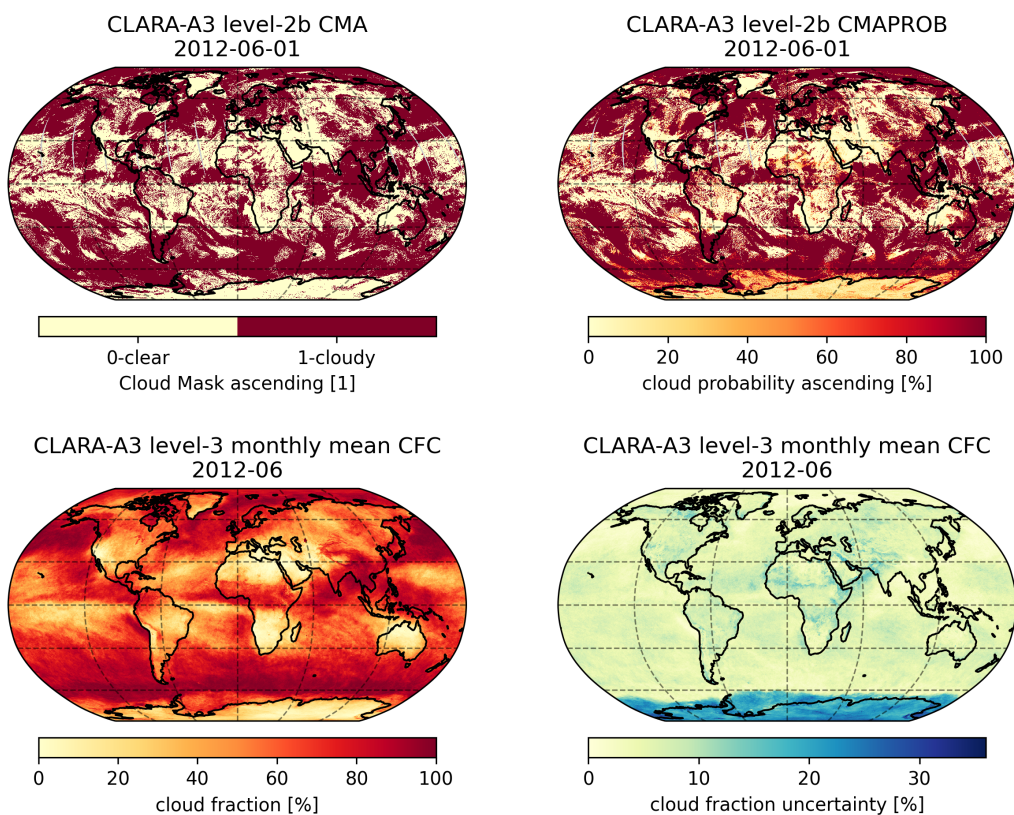 CLARA-A3 level-2b CMA
2012-06-01
0-clear 1-cloudy
Cloud Mask ascending [1]
CLARA-A3 level-2b CMAPROB
2012-06-01
0 20 40 60 80 100
cloud probability ascending [%]
CLARA-A3 level-3 monthly mean CFC
2012-06
0 20 40 60 80 100
cloud fraction [%]
CLARA-A3 level-3 monthly mean CFC
2012-06
0 10 20 30
cloud fraction uncertainty [%]